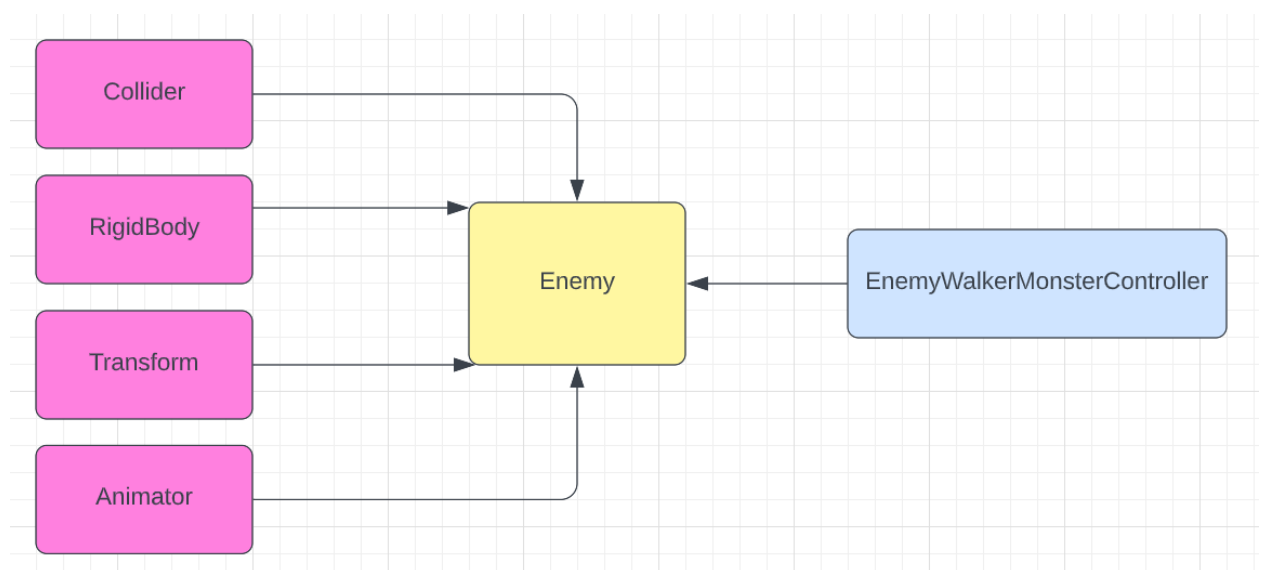 Collider
RigidBody
Enemy
EnemyWalkerMonsterController
Transform
Animator